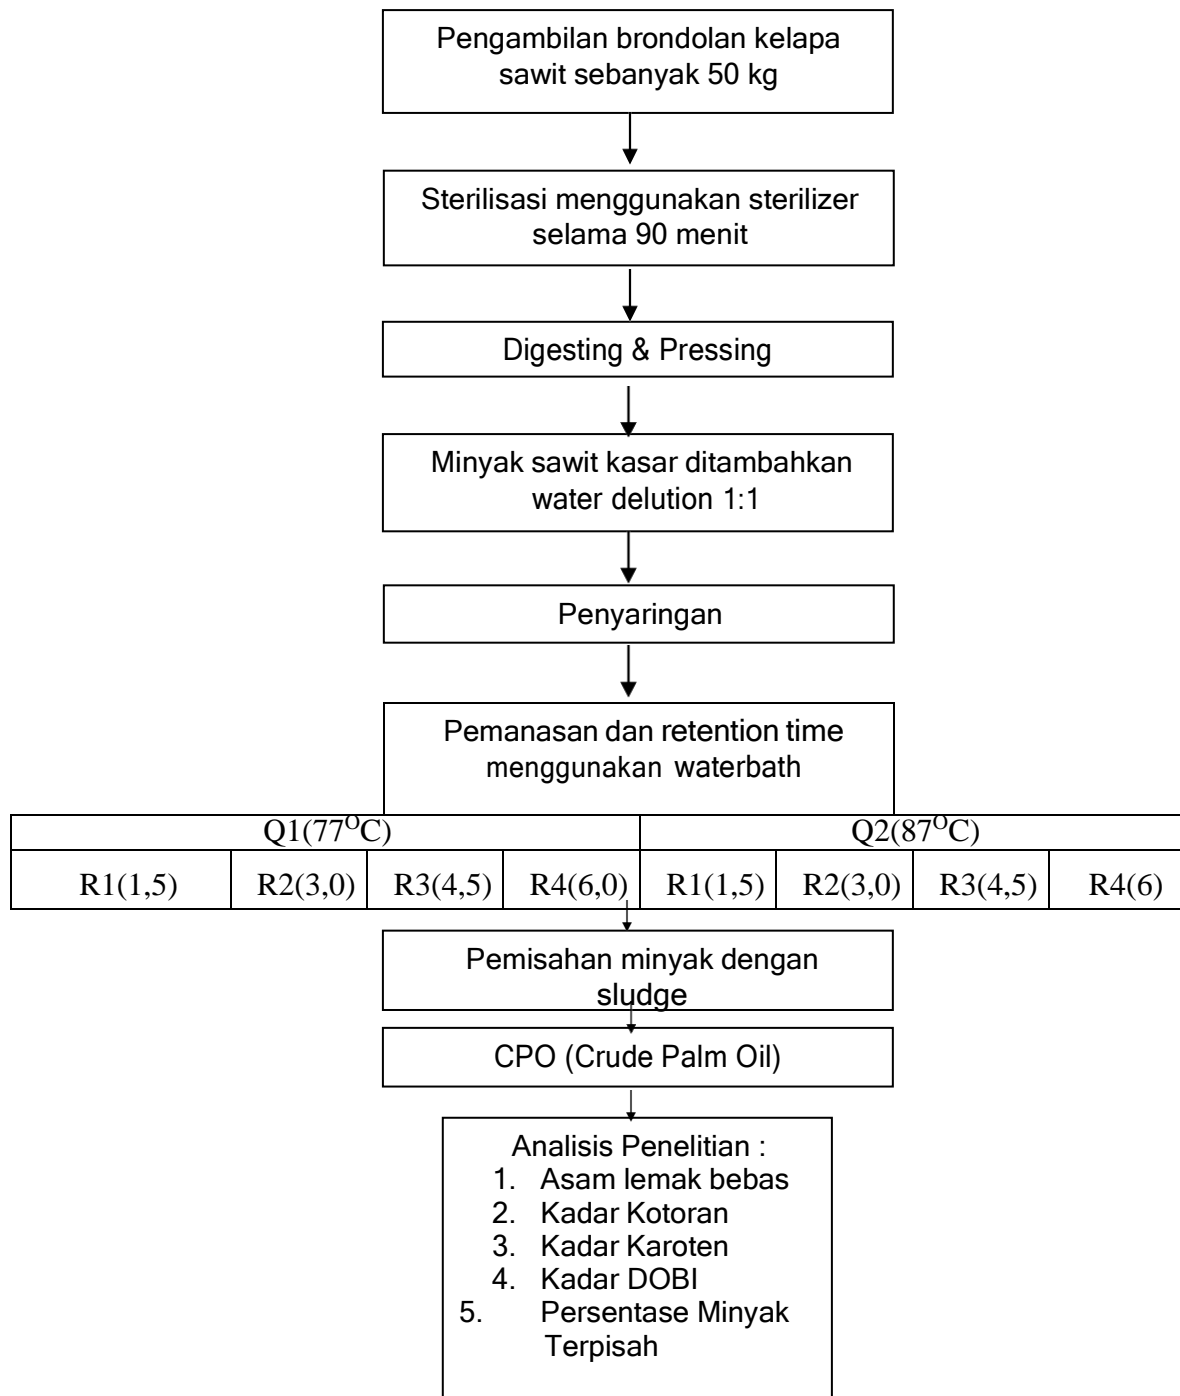 Pengambilan brondolan kelapa
sawit sebanyak 50 kg
Sterilisasi menggunakan sterilizer
selama 90 menit
Digesting & Pressing
Minyak sawit kasar ditambahkan
water delution 1:1
Penyaringan
Pemanasan dan retention time
menggunakan waterbath
Q1(77ᴼC) Q2(87ᴼC)
R1(1,5) R2(3,0) R3(4,5) R4(6,0) R1(1,5) R2(3,0) R3(4,5) R4(6)
Pemisahan minyak dengan
sludge
CPO (Crude Palm Oil)
Analisis Penelitian :
1. Asam lemak bebas
2. Kadar Kotoran
3. Kadar Karoten
4. Kadar DOBI
5. Persentase Minyak
Terpisah